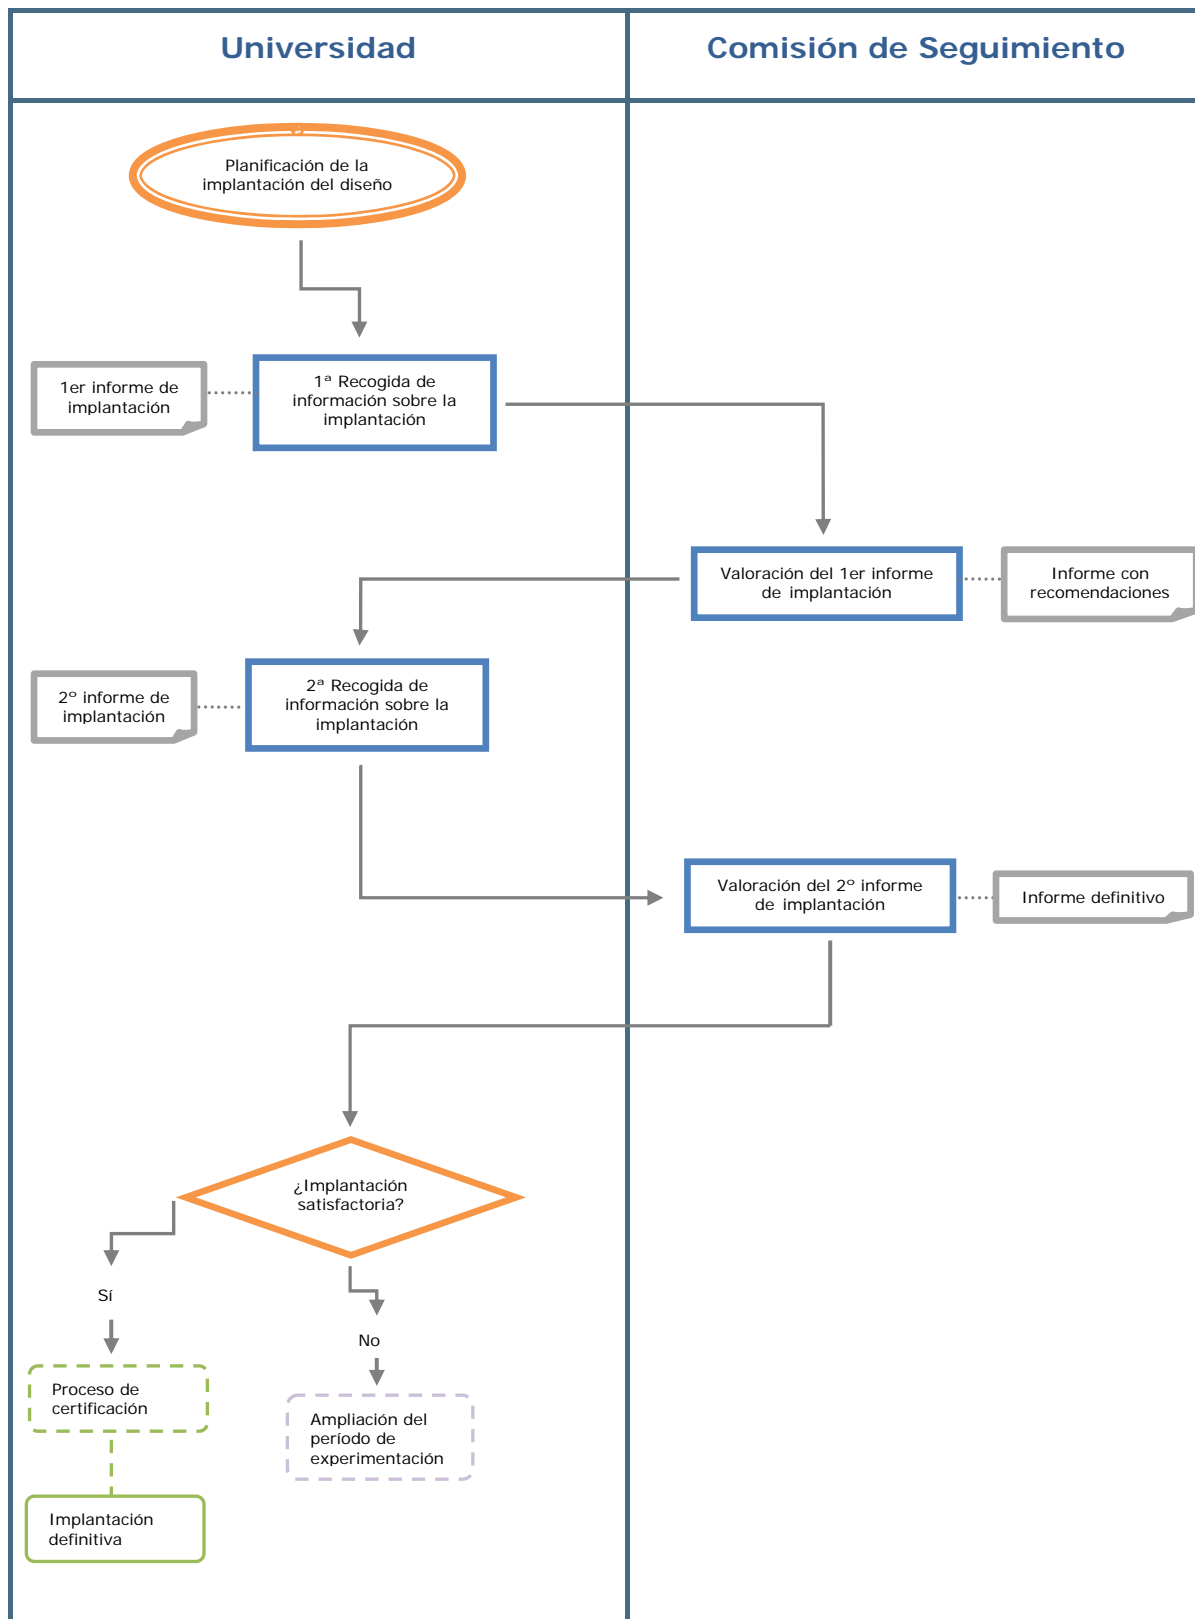 Universidad
Comisión de Seguimiento
Planificación de la
implantación del diseño
1er informe de
implantación
1ª Recogida de
información sobre la
implantación
Valoración del 1er informe
de implantación
Informe con
recomendaciones
2º informe de
implantación
2ª Recogida de
información sobre la
implantación
Valoración del 2º informe
de implantación
Informe definitivo
¿Implantación
satisfactoria?
Sí
No
Proceso de
certificación
Ampliación del
período de
experimentación
Implantación
definitiva